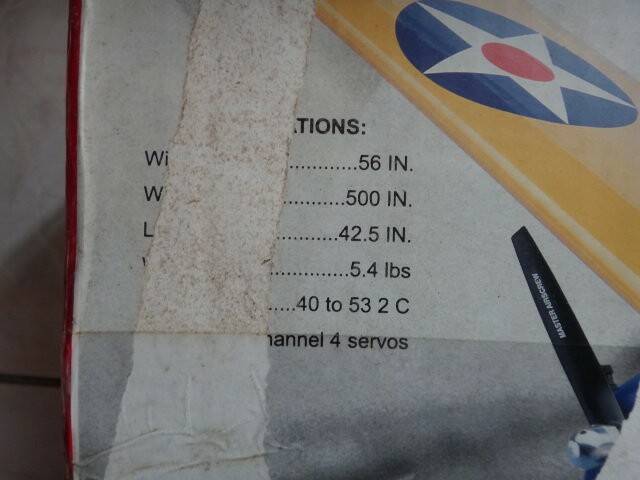 TIONS:
Wi...........56 IN.
W..........500 IN.
L..........42.5 IN.
...........5.4 lbs
....40 to 53 2 C
hannel 4 servos
MASTER AIRSCREW